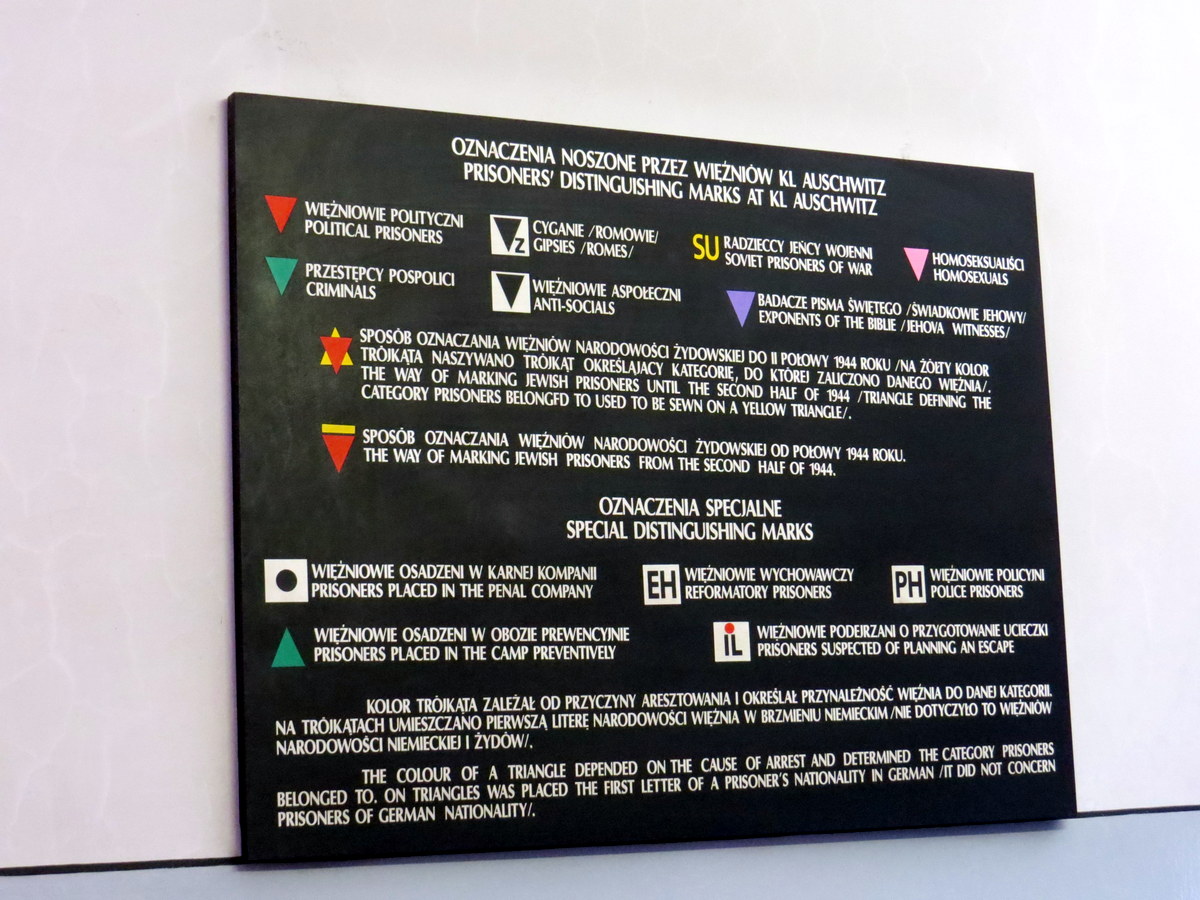 OZNACZENIA NOSZONE PRZEZ WIĘŹNIÓW KL AUSCHWITZ
PRISONERS' DISTINGUISHING MARKS AT KL AUSCHWITZ
WIĘŹNIOWIE POLITYCZNI
POLITICAL PRISONERS
Z
CYGANIE /ROMOWIE/
GIPSIES /ROMES/
SU
RADZIECCY JEŃCY WOJENNI
SOVIET PRISONERS OF WAR
HOMOSEKSUALIŚCI
HOMOSEXUALS
PRZESTĘPCY POSPOLICI
CRIMINALS
WIĘŹNIOWIE ASPOŁECZNI
ANTI-SOCIALS
BADACZE PISMA ŚWIĘTEGO /ŚWIADKOWIE JEHOWY/
EXPONENTS OF THE BIBLIE /JEHOVA WITNESSES/
SPOSÓB OZNACZANIA WIĘŹNIÓW NARODOWOŚCI ŻYDOWSKIEJ DO II POŁOWY 1944 ROKU /NA ŻÓŁTY KOLOR
TRÓJKĄTA NASZYWANO TRÓJKĄT OKREŚLAJĄCY KATEGORIĘ, DO KTÓREJ ZALICZONO DANEGO WIĘŹNIA/.
THE WAY OF MARKING JEWISH PRISONERS UNTIL THE SECOND HALF OF 1944 /TRIANGLE DEFINING THE
CATEGORY PRISONERS BELONGFD TO USED TO BE SEWN ON A YELLOW TRIANGLE/.
SPOSÓB OZNACZANIA WIĘŹNIÓW NARODOWOŚCI ŻYDOWSKIEJ OD POŁOWY 1944 ROKU.
THE WAY OF MARKING JEWISH PRISONERS FROM THE SECOND HALF OF 1944.
OZNACZENIA SPECJALNE
SPECIAL DISTINGUISHING MARKS
WIĘŹNIOWIE OSADZENI W KARNEJ KOMPANII
PRISONERS PLACED IN THE PENAL COMPANY
EH
WIĘŹNIOWIE WYCHOWAWCZY
REFORMATORY PRISONERS
PH
WIĘŹNIOWIE POLICYJNI
POLICE PRISONERS
WIĘŹNIOWIE OSADZENI W OBOZIE PREWENCYJNIE
PRISONERS PLACED IN THE CAMP PREVENTIVELY
iL
WIĘŹNIOWIE PODEJRZANI O PRZYGOTOWANIE UCIECZKI
PRISONERS SUSPECTED OF PLANNING AN ESCAPE
KOLOR TRÓJKĄTA ZALEŻAŁ OD PRZYCZYNY ARESZTOWANIA I OKREŚLAŁ PRZYNALEŻNOŚĆ WIĘŹNIA DO DANEJ KATEGORII.
NA TRÓJKĄTACH UMIESZCZANO PIERWSZĄ LITERĘ NARODOWOŚCI WIĘŹNIA W BRZMIENIU NIEMIECKIM /NIE DOTYCZYŁO TO WIĘŹNIÓW
NARODOWOŚCI NIEMIECKIEJ I ŻYDÓW/.
THE COLOUR OF A TRIANGLE DEPENDED ON THE CAUSE OF ARREST AND DETERMINED THE CATEGORY PRISONERS
BELONGED TO. ON TRIANGLES WAS PLACED THE FIRST LETTER OF A PRISONER'S NATIONALITY IN GERMAN /IT DID NOT CONCERN
PRISONERS OF GERMAN NATIONALITY/.